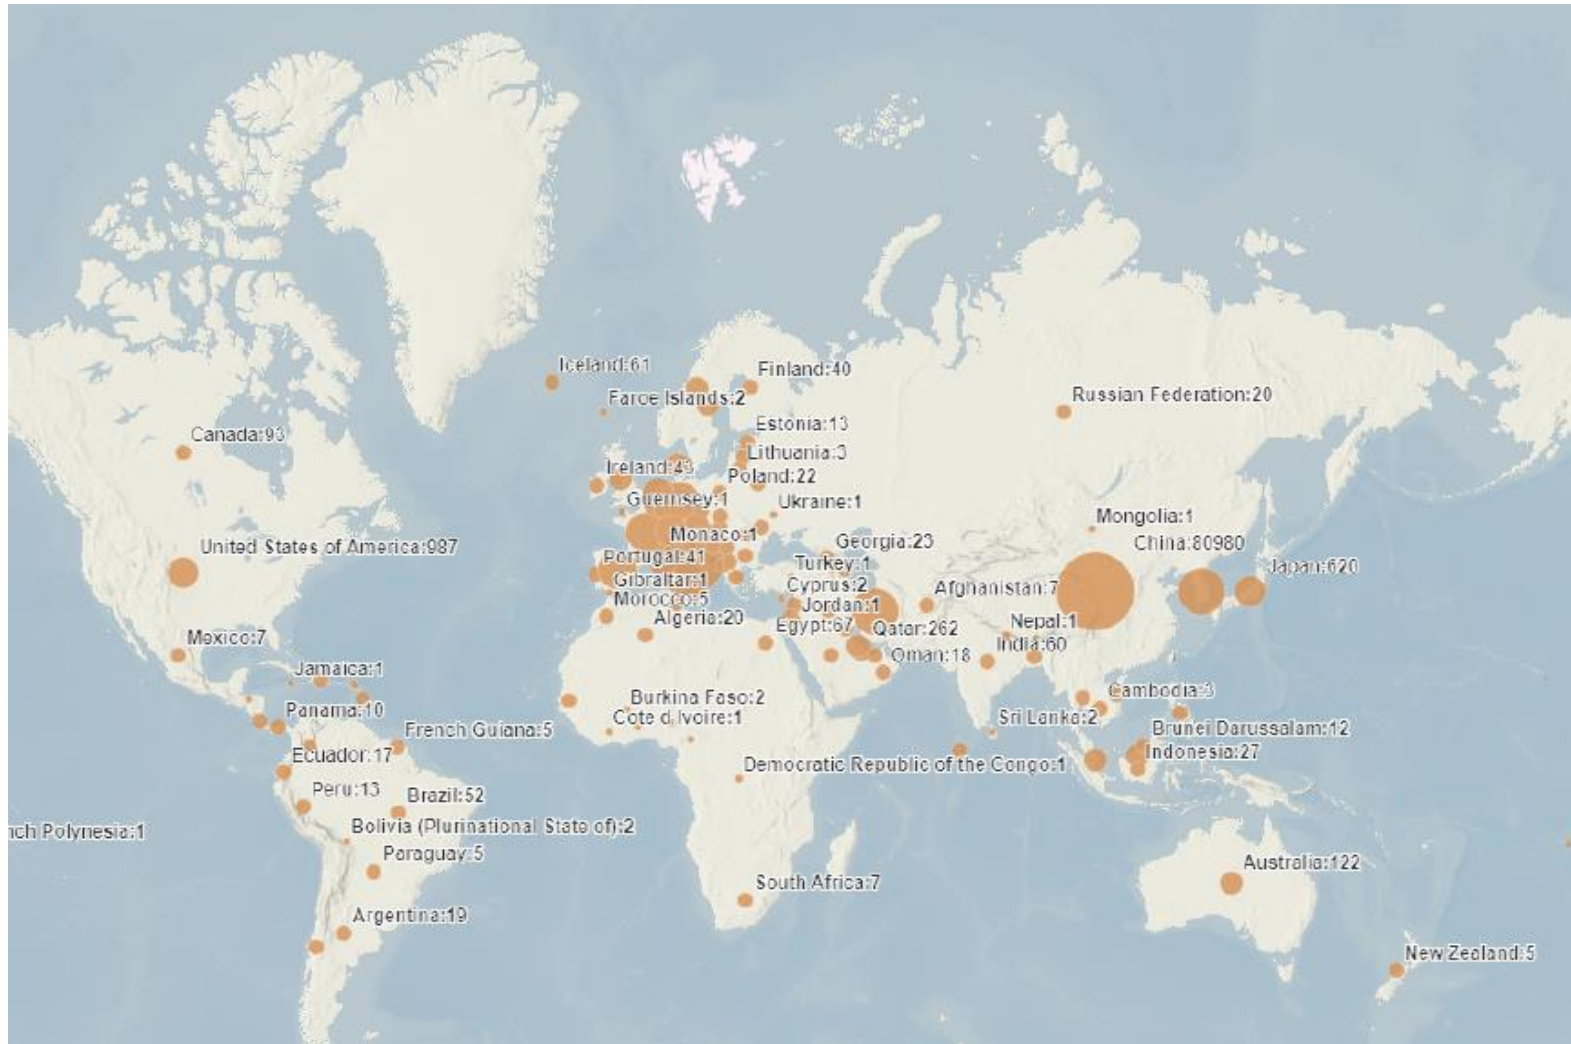 Iceland:61
Finland:40
Faroe Islands:2
Russian Federation:20
Estonia:13
Canada:93
Lithuania:3
Ireland:43
Poland:22
Guernsey:1
Ukraine:1
Mongolia:1
Monaco:1
Georgia:23
China:80980
United States of America:987
Portugal:41
Turkey:1
Japan:620
Gibraltar:1
Cyprus:2
Afghanistan:7
Morocco:5
Jordan:1
Algeria:20
Egypt:67
Qatar:262
Nepal:1
Mexico:7
India:60
Oman:18
Jamaica:1
Burkina Faso:2
Cambodia:3
Panama:10
Cote d Ivoire:1
Sri Lanka:2
French Guiana:5
Brunei Darussalam:12
Ecuador:17
Indonesia:27
Democratic Republic of the Congo:1
Peru:13
Brazil:52
nch Polynesia:1
Bolivia (Plurinational State of):2
Paraguay:5
Australia:122
South Africa:7
Argentina:19
New Zealand:5